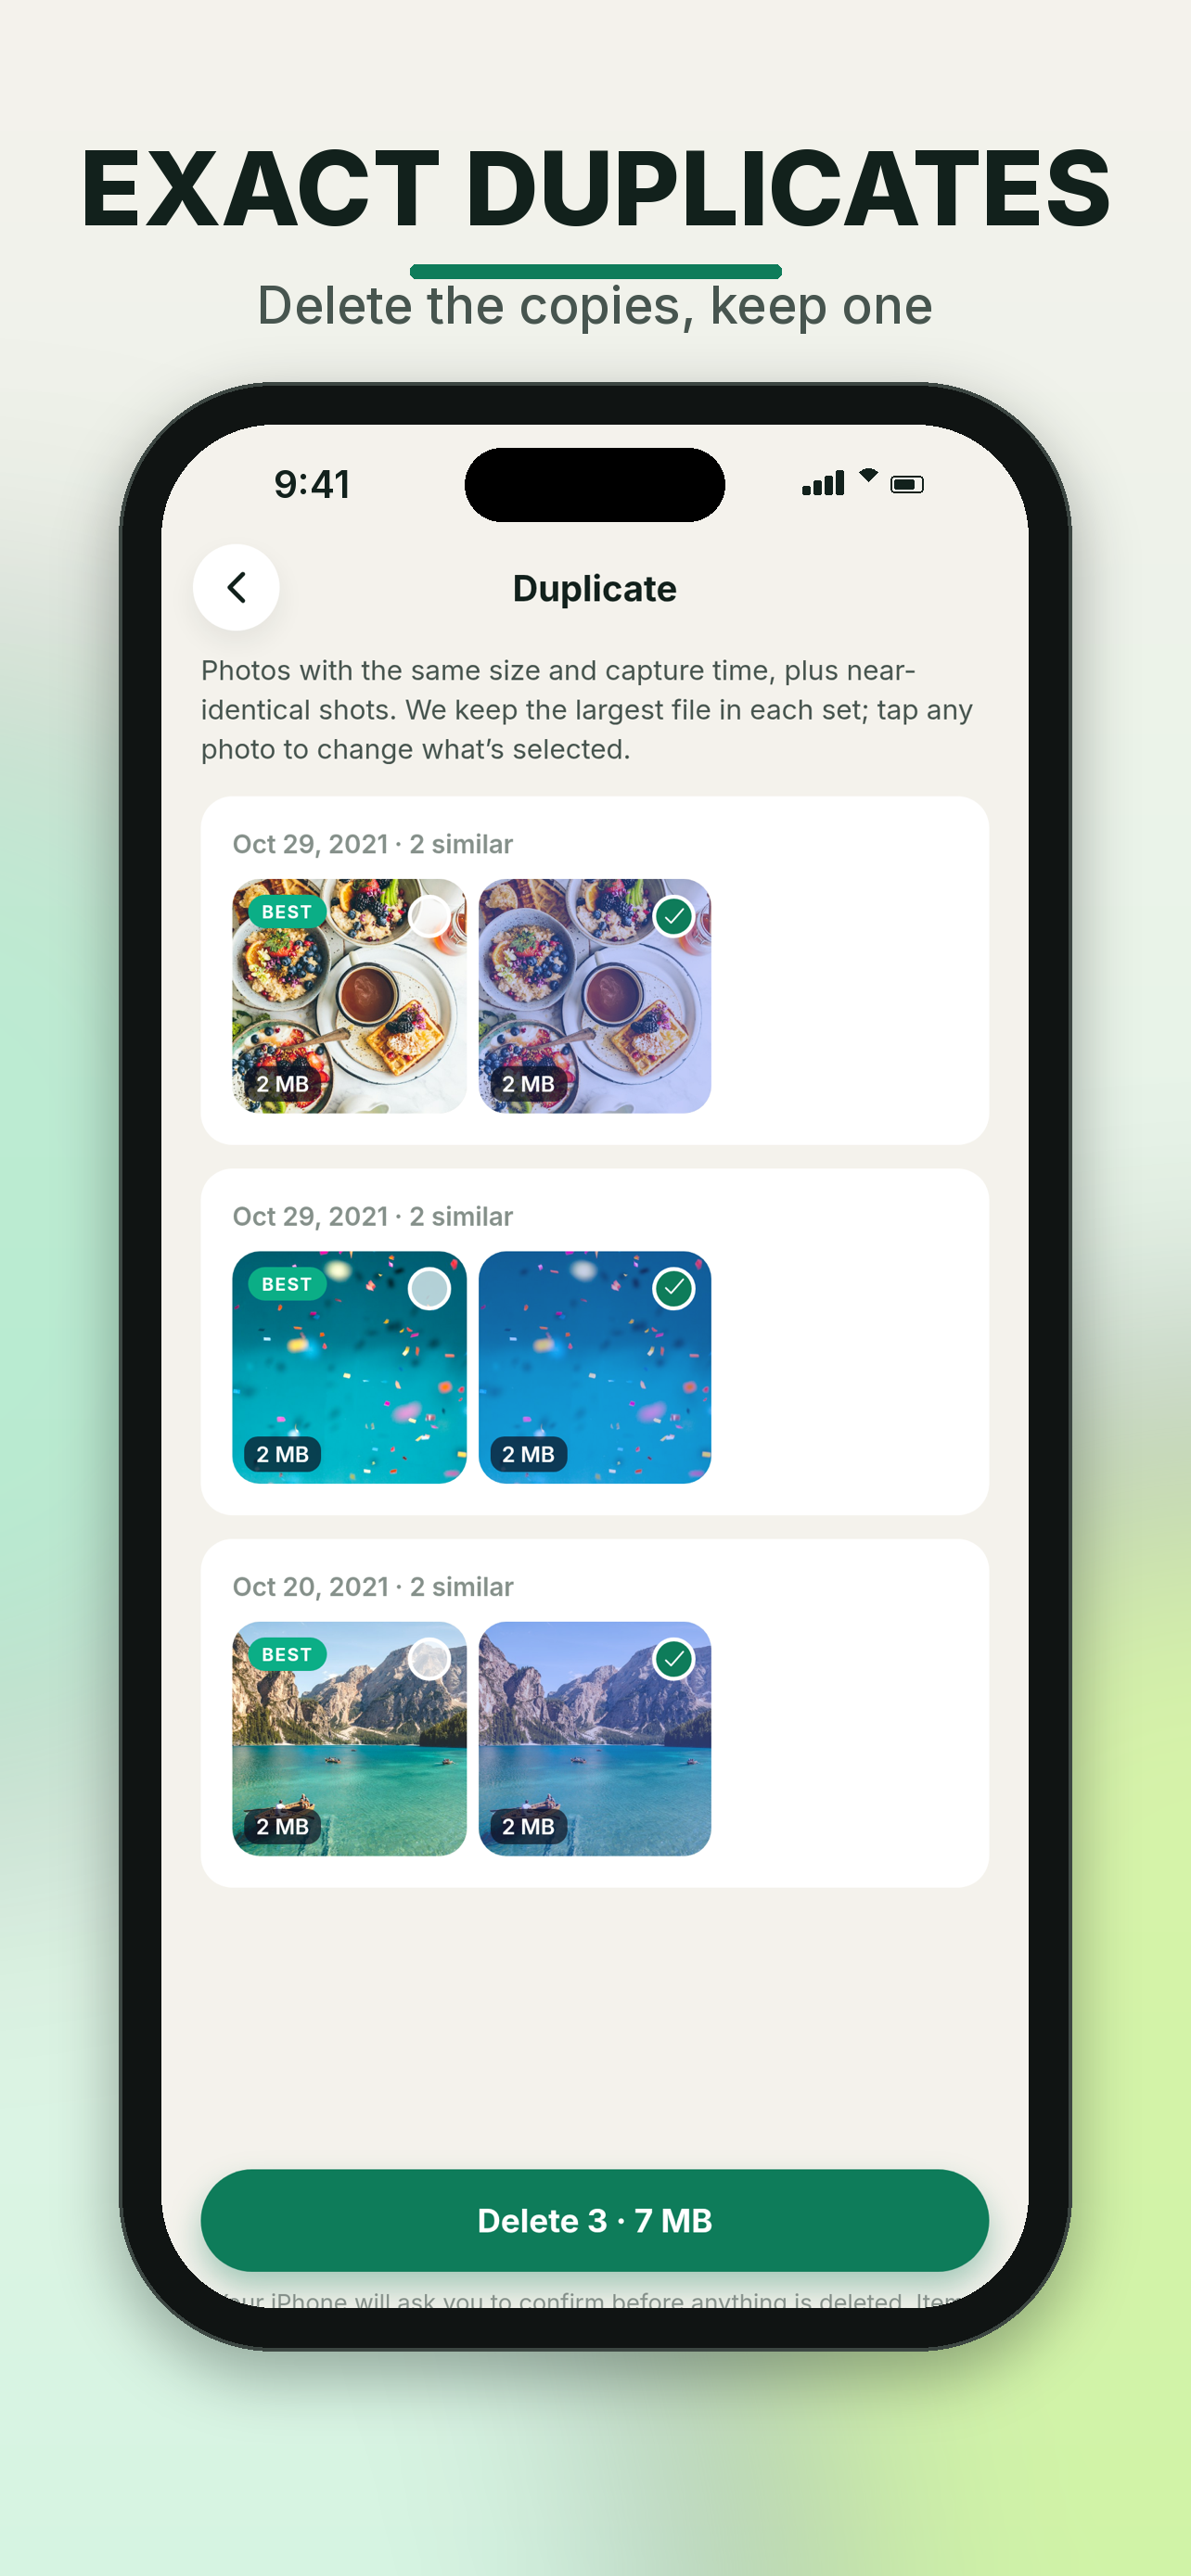 EXACT DUPLICATES
Delete the copies, keep one
9:41
Duplicate
Photos with the same size and capture time, plus near-
identical shots. We keep the largest file in each set; tap any
photo to change what’s selected.
Oct 29, 2021 · 2 similar
BEST
2 MB
2 MB
Oct 29, 2021 · 2 similar
BEST
2 MB
2 MB
Oct 20, 2021 · 2 similar
BEST
2 MB
2 MB
Delete 3 · 7 MB
iPhone will ask you to confirm before anything is deleted.